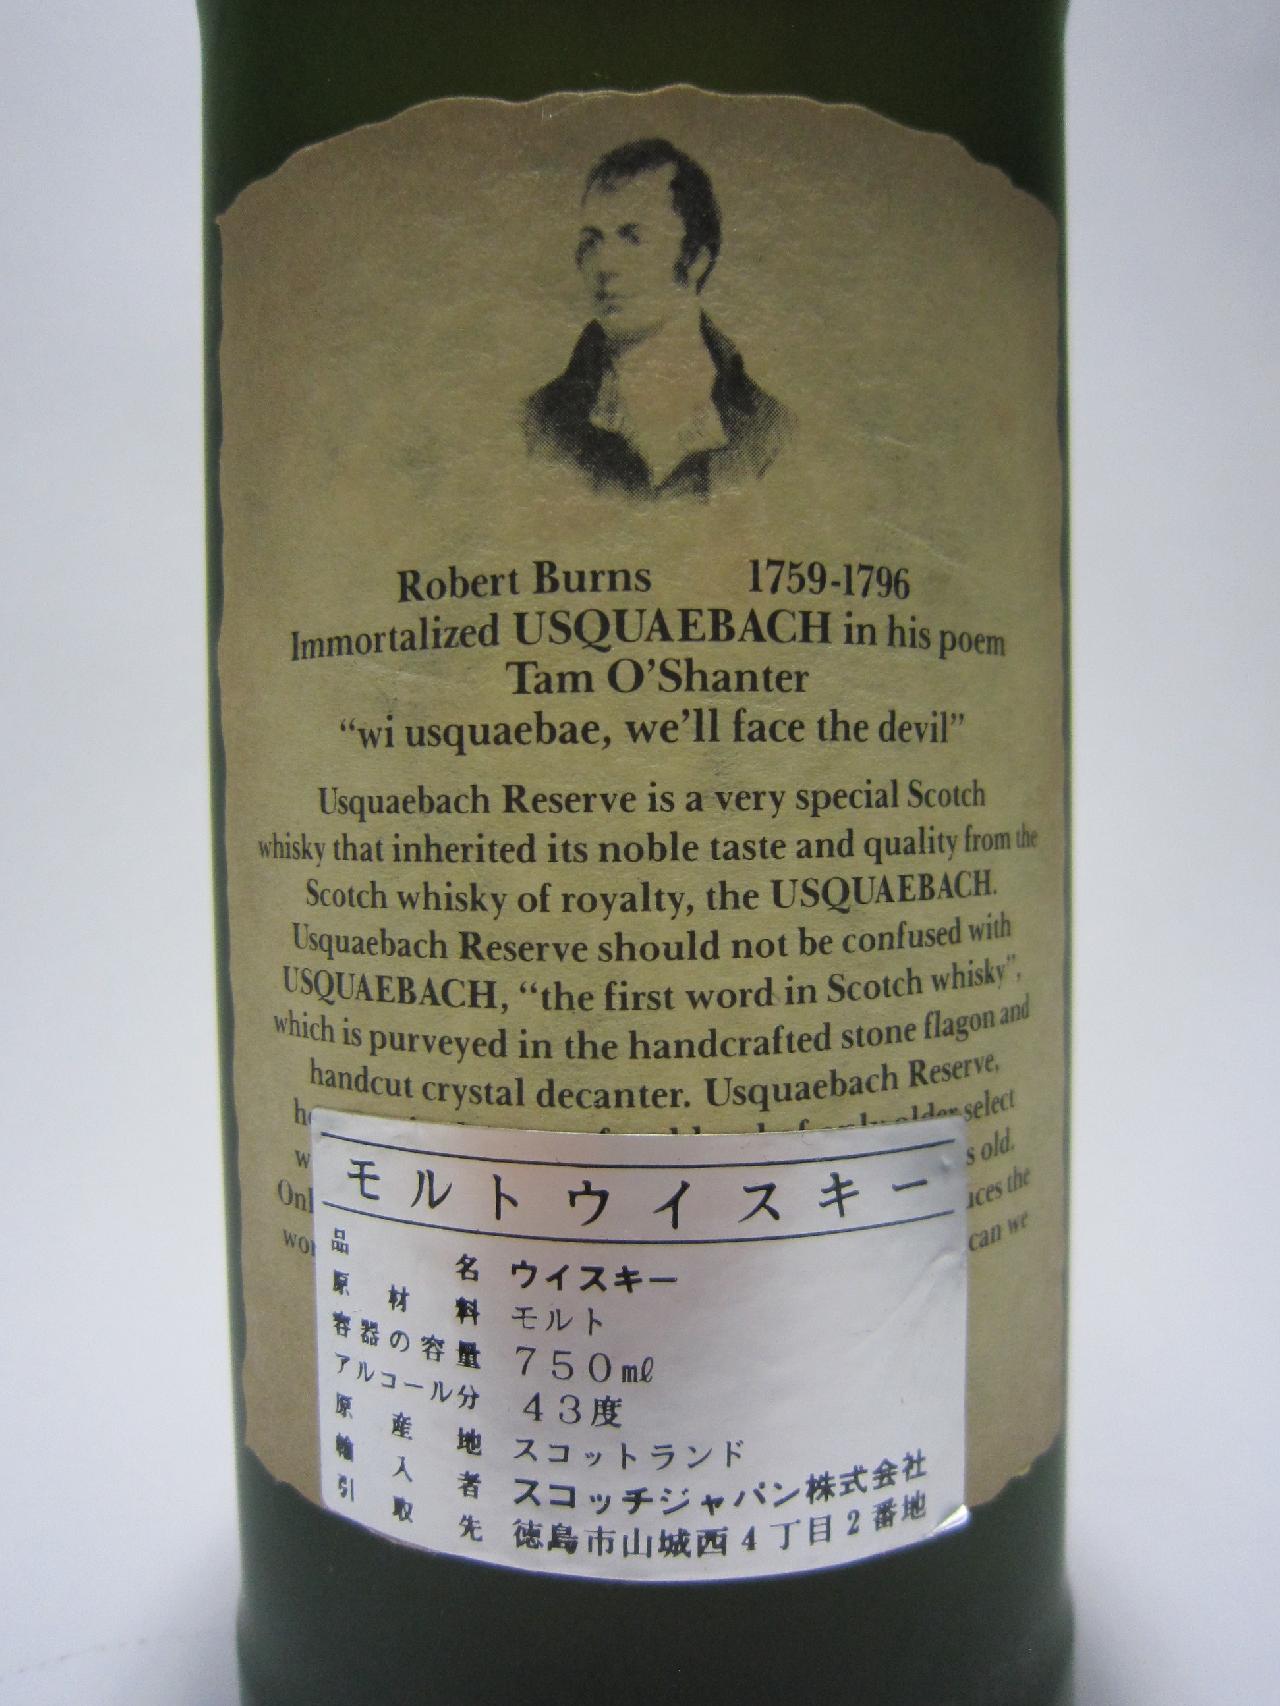 Robert Burns 1759-1796
Immortalized USQUAEBACH in his poem
Tam O'Shanter
“wi usquaebae, we'll face the devil”
Usquaebach Reserve is a very special Scotch
whisky that inherited its noble taste and quality from the
Scotch whisky of royalty, the USQUAEBACH.
Usquaebach Reserve should not be confused with
USQUAEBACH, “the first word in Scotch whisky”,
which is purveyed in the handcrafted stone flagon and
handcut crystal decanter. Usquaebach Reserve,
older select
old.
the
can we
モルトウイスキー
品名 ウイスキー
原材料 モルト
容器の容量 750㎖
アルコール分 43度
原産地 スコットランド
輸入者 スコッチジャパン株式会社
引取先 徳島市山城西4丁目2番地